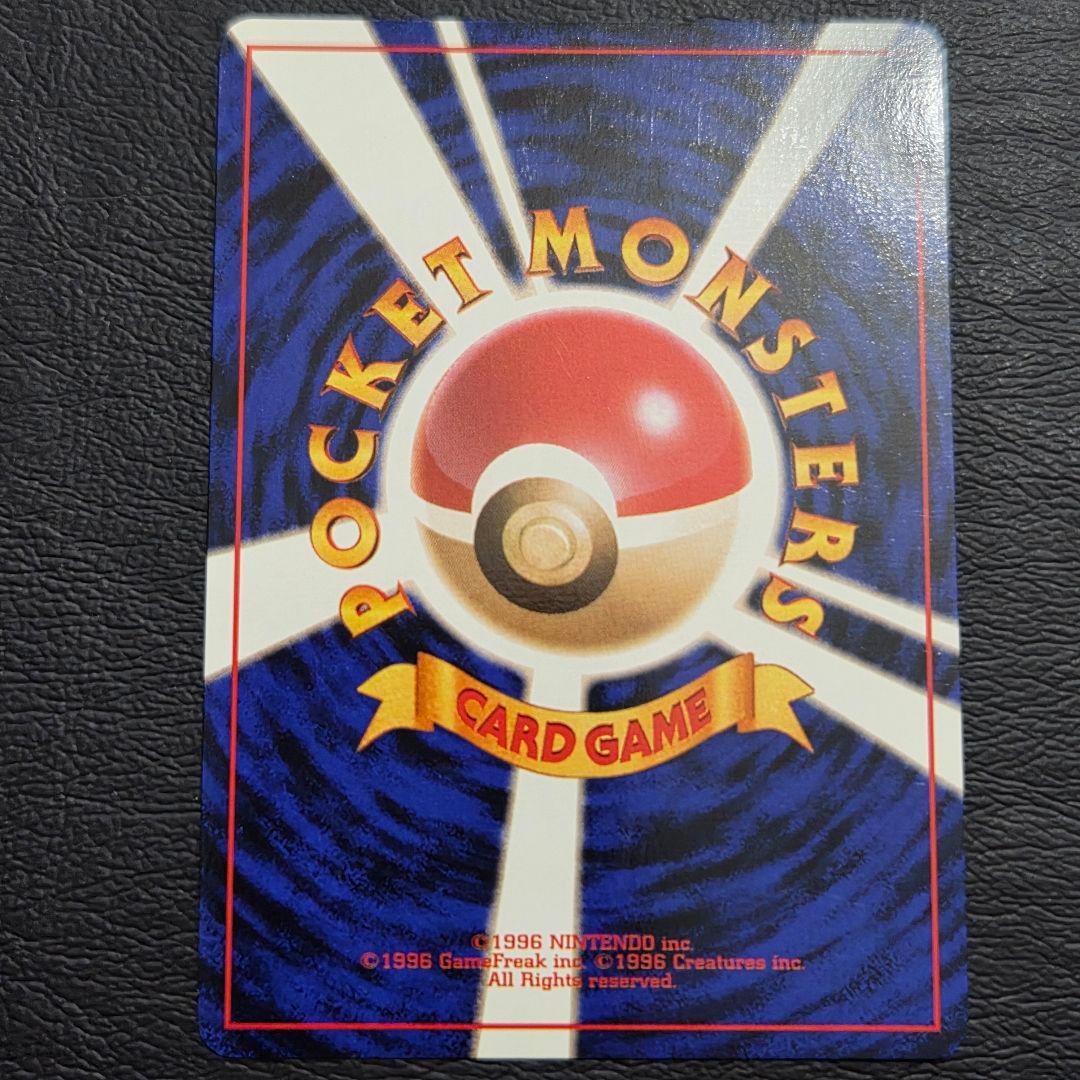 POCKET MONSTERS
CARD GAME
©1996 NINTENDO inc.
©1996 GameFreak inc. ©1996 Creatures inc.
All Rights reserved.